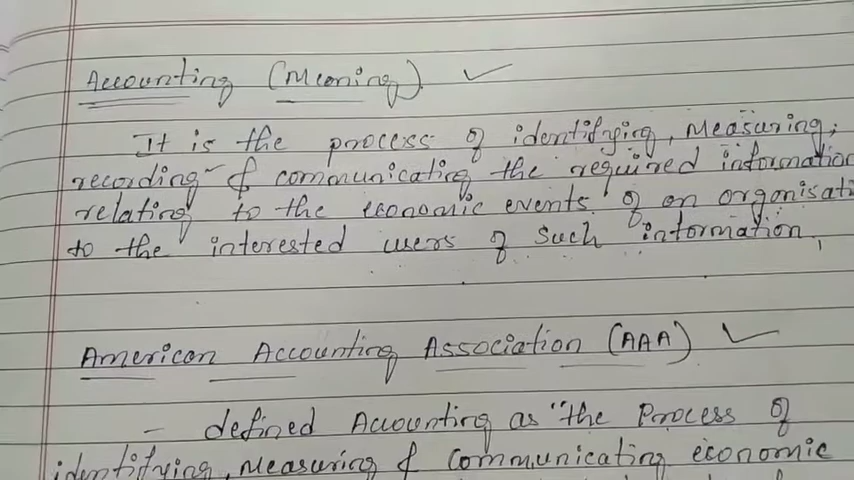 Accounting (Meaning)
It is the process of identifying, Measuring,
recording & communicating the required information
relating to the economic events of an organisati
to the interested users of such information,
American Accounting Association (AAA)
- defined Accounting as "the Process of
identifying, Measuring & Communicating economic